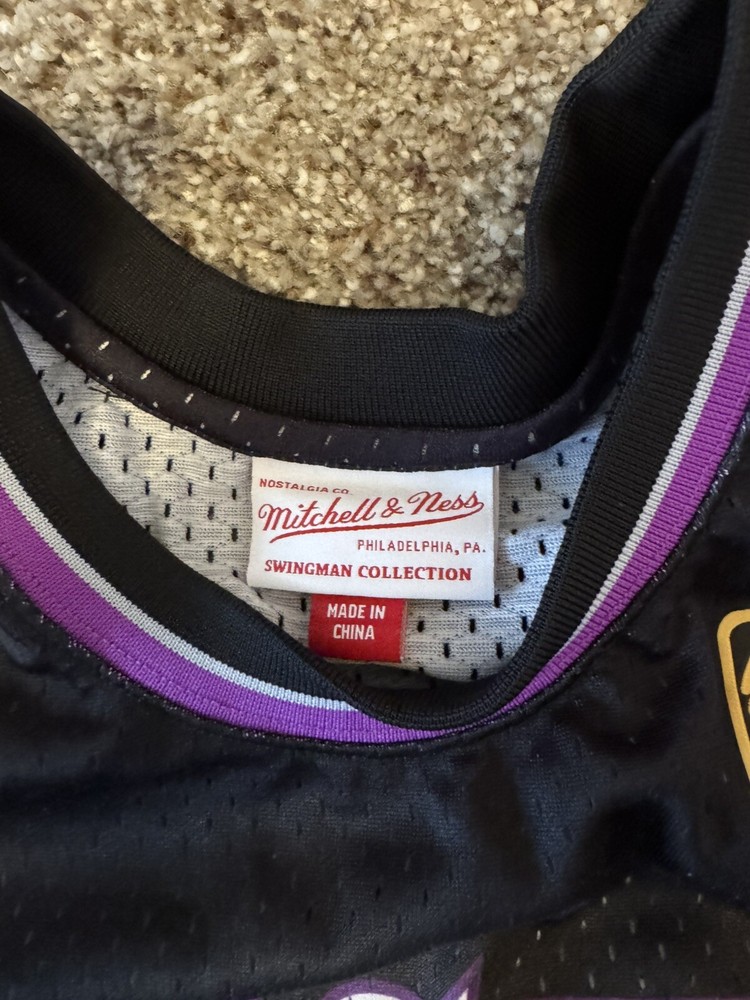 NOSTALGIA CO.
Mitchell & Ness
PHILADELPHIA, PA.
SWINGMAN COLLECTION
MADE IN
CHINA